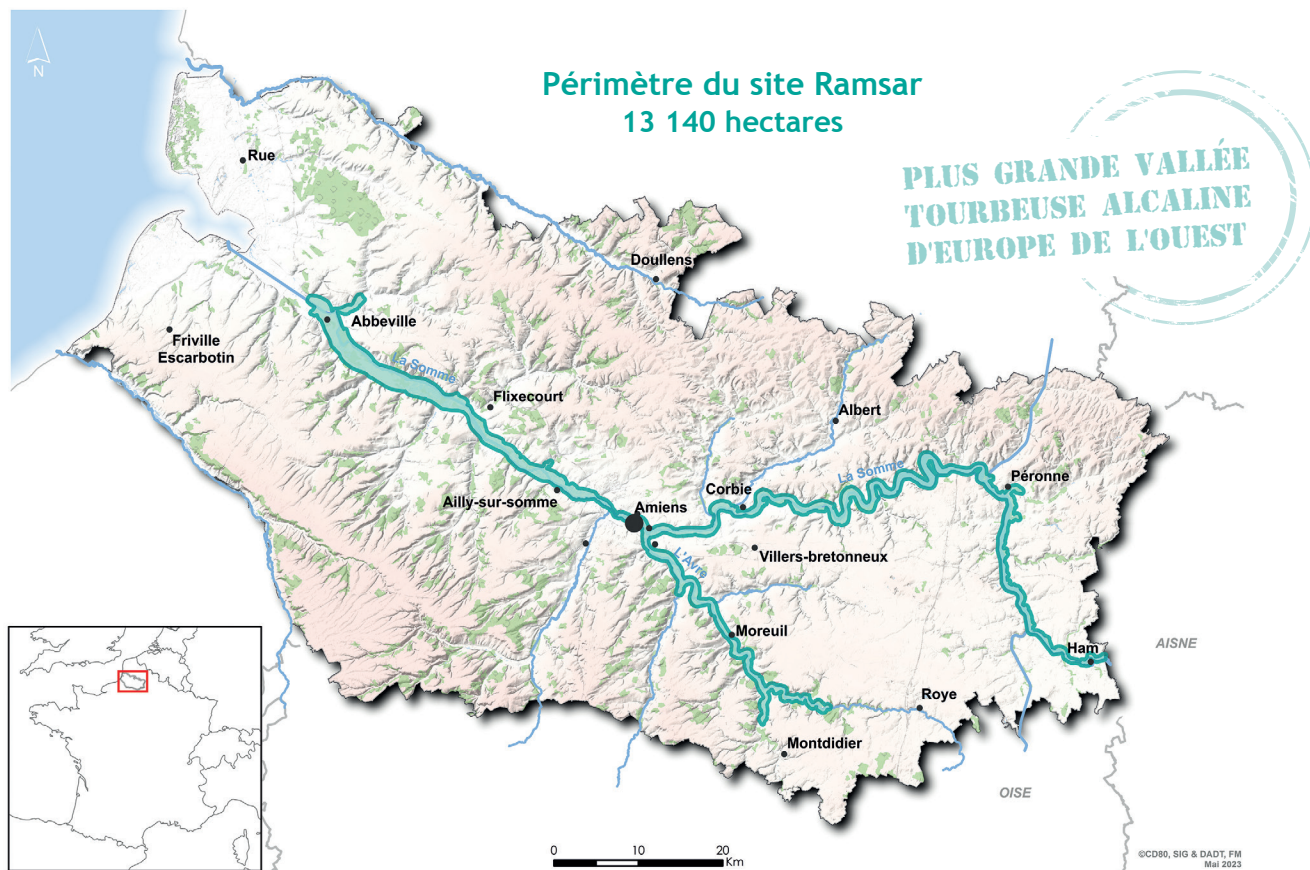 N
Périmètre du site Ramsar
13 140 hectares
PLUS GRANDE VALLÉE
TOURBEUSE ALCALINE
D'EUROPE DE L'OUEST
Rue
Doullens
Abbeville
Friville
Escarbotin
La Somme
Flixecourt
Albert
La Somme
Péronne
Corbie
Ailly-sur-somme
Amiens
Villers-bretonneux
L'Avre
Moreuil
Ham
AISNE
Roye
Montdidier
OISE
0 10 20
Km
©CD80, SIG & DADT, FM
Mai 2023